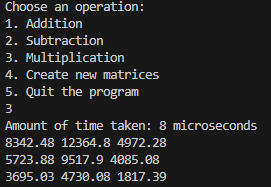 Choose an operation:
1. Addition
2. Subtraction
3. Multiplication
4. Create new matrices
5. Quit the program
3
Amount of time taken: 8 microseconds
8342.48 12364.8 4972.28
5723.88 9517.9 4085.08
3695.03 4730.08 1817.39